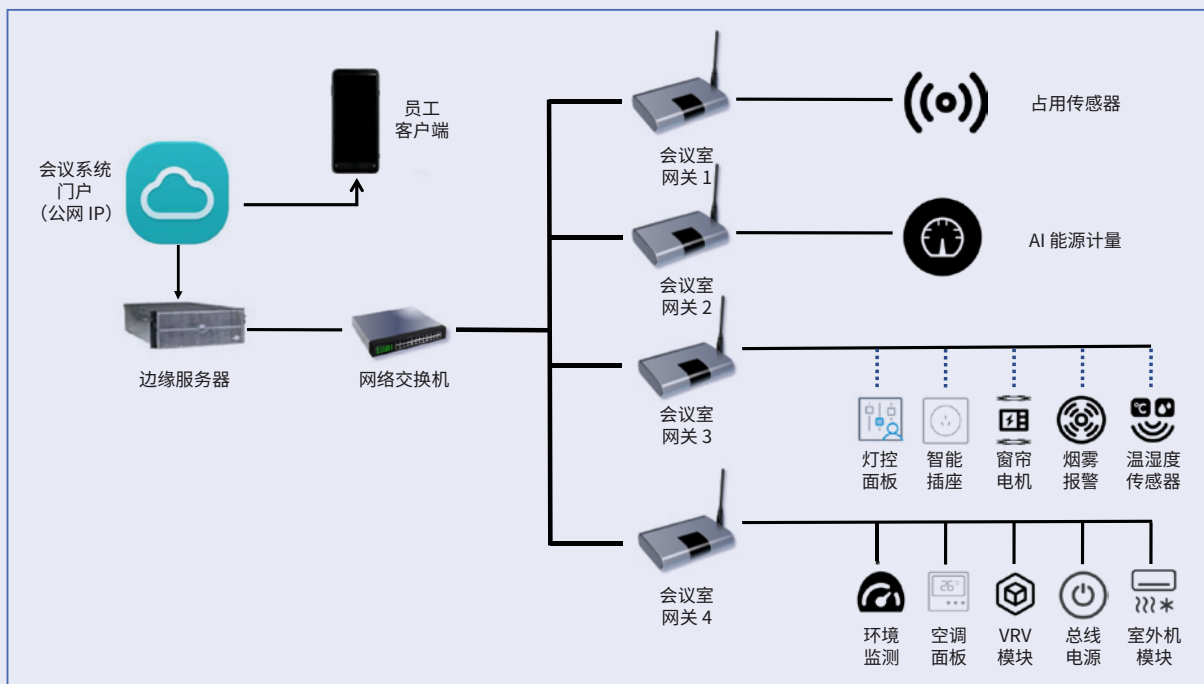 会议系统
门户
（公网 IP）
员工
客户端
边缘服务器
网络交换机
会议室
网关 1
会议室
网关 2
会议室
网关 3
会议室
网关 4
占用传感器
AI 能源计量
灯控
面板
智能
插座
窗帘
电机
烟雾
报警
℃
温湿度
传感器
环境
监测
26°
空调
面板
VRV
模块
总线
电源
室外机
模块